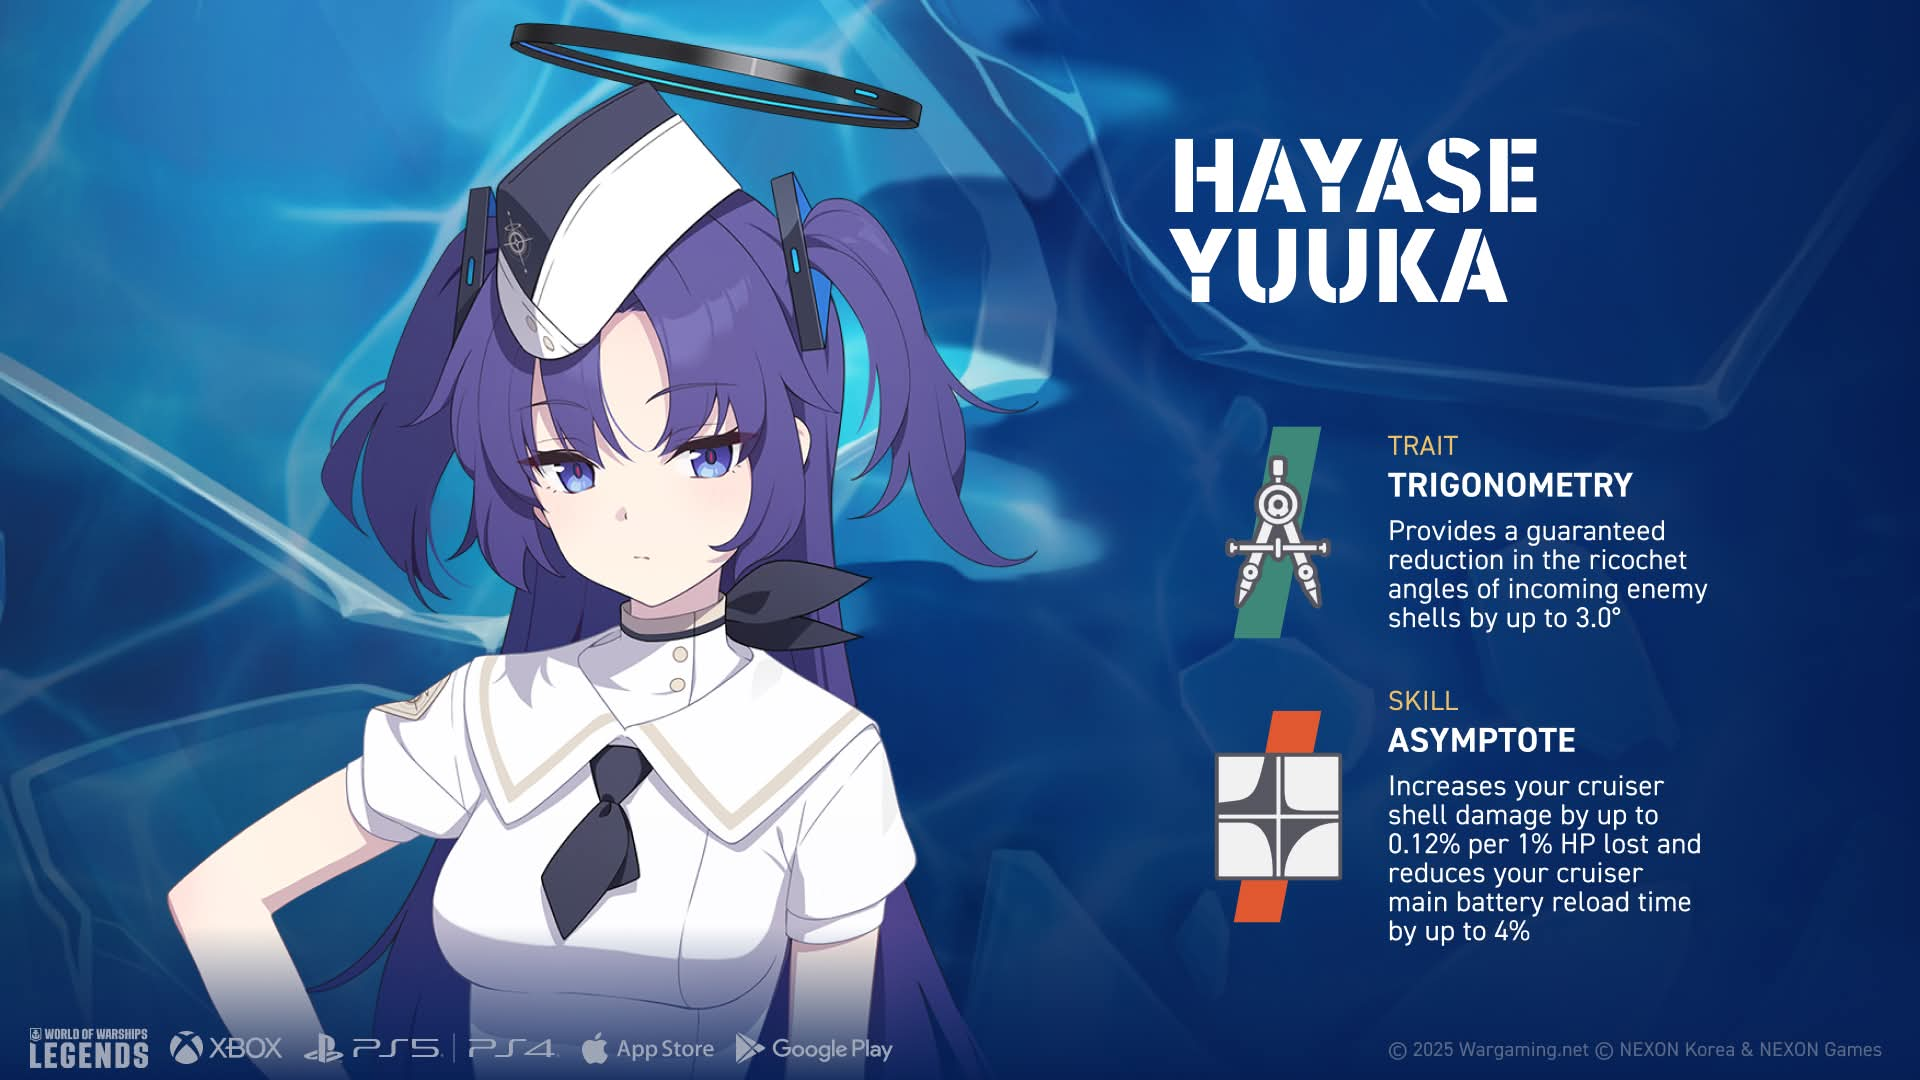 HAYASE
YUUKA
TRAIT
TRIGONOMETRY
Provides a guaranteed
reduction in the ricochet
angles of incoming enemy
shells by up to 3.0°
SKILL
ASYMPTOTE
Increases your cruiser
shell damage by up to
0.12% per 1% HP lost and
reduces your cruiser
main battery reload time
by up to 4%
WORLD OF WARSHIPS
LEGENDS
XBOX
PS5
PS4
App Store
Google Play
© 2025 Wargaming.net © NEXON Korea & NEXON Games